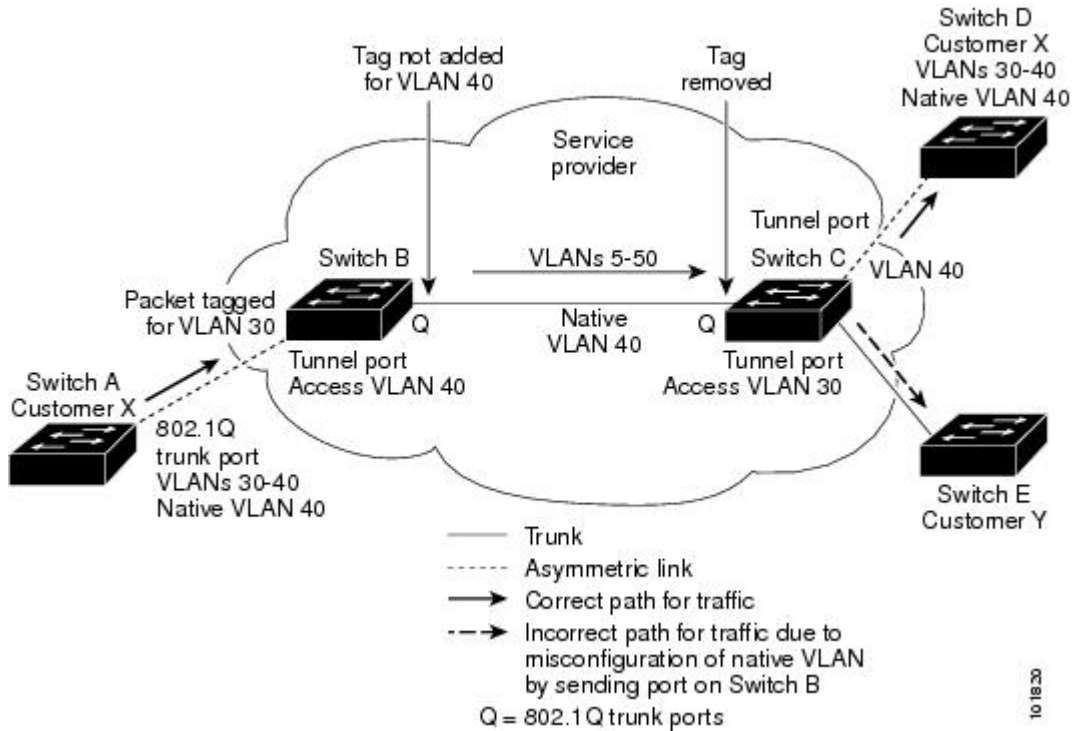 Switch D
Customer X
VLANs 30-40
Native VLAN 40
Tag not added
for VLAN 40
Tag
removed
Service
provider
Tunnel port
Switch B
VLANs 5-50
Switch C
VLAN 40
Packet tagged
for VLAN 30
Q
Native
VLAN 40
Q
Tunnel port
Access VLAN 40
Tunnel port
Access VLAN 30
Switch A
Customer X
802.1Q
trunk port
VLANs 30-40
Native VLAN 40
Switch E
Customer Y
Trunk
Asymmetric link
Correct path for traffic
Incorrect path for traffic due to
misconfiguration of native VLAN
by sending port on Switch B
Q = 802.1Q trunk ports
101820